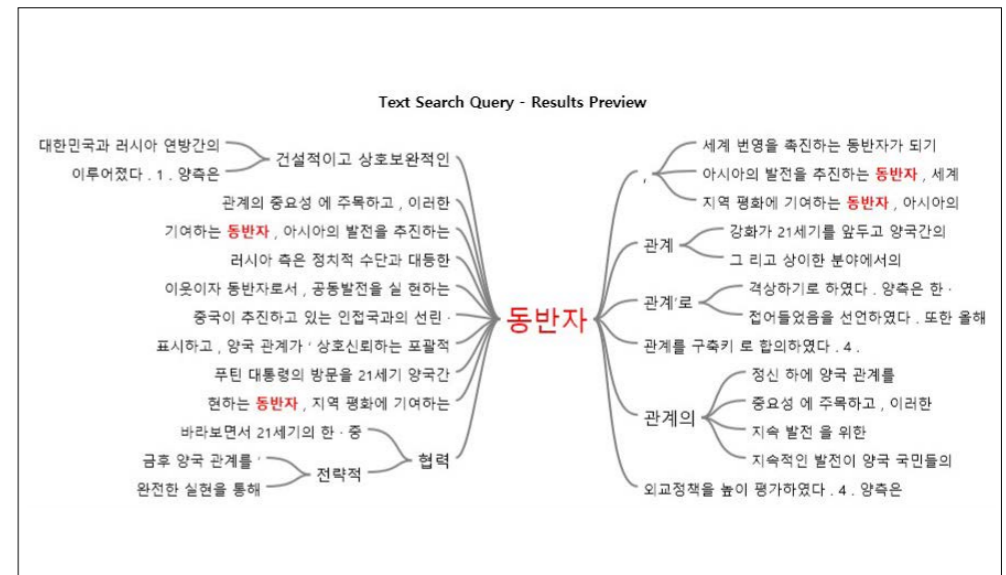 Text Search Query - Results Preview
대한민국과 러시아 연방간의
이루어졌다 . 1 . 양측은
건설적이고 상호보완적인
관계의 중요성 에 주목하고 , 이러한
기여하는 동반자 , 아시아의 발전을 추진하는
러시아 측은 정치적 수단과 대등한
이웃이자 동반자로서 , 공동발전을 실 현하는
중국이 추진하고 있는 인접국과의 선린 ·
표시하고 , 양국 관계가 ‘ 상호신뢰하는 포괄적
푸틴 대통령의 방문을 21세기 양국간
현하는 동반자 , 지역 평화에 기여하는
바라보면서 21세기의 한 · 중
금후 양국 관계를 ‘
완전한 실현을 통해
전략적
협력
동반자
,
세계 번영을 촉진하는 동반자가 되기
아시아의 발전을 추진하는 동반자 , 세계
지역 평화에 기여하는 동반자 , 아시아의
관계
강화가 21세기를 앞두고 양국간의
그 리고 상이한 분야에서의
관계’로
격상하기로 하였다 . 양측은 한 ·
접어들었음을 선언하였다 . 또한 올해
관계를 구축키 로 합의하였다 . 4 .
관계의
정신 하에 양국 관계를
중요성 에 주목하고 , 이러한
지속 발전 을 위한
지속적인 발전이 양국 국민들의
외교정책을 높이 평가하였다 . 4 . 양측은